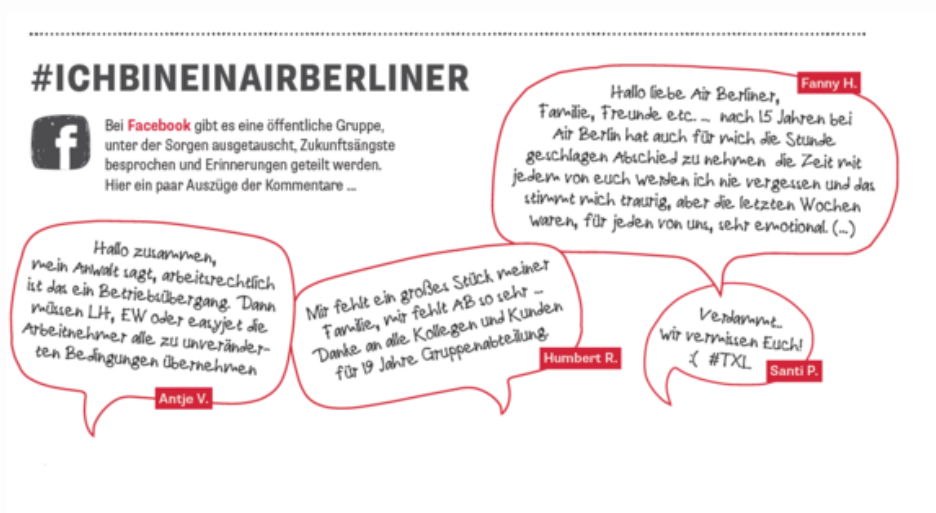 #ICHBINEINAIRBERLINER
f
Bei Facebook gibt es eine öffentliche Gruppe,
unter der Sorgen ausgetauscht, Zukunftsängste
besprochen und Erinnerungen geteilt werden.
Hier ein paar Auszüge der Kommentare ...
Fanny H.
Hallo liebe Air Berliner,
Familie, Freunde etc. ... nach 15 Jahren bei
Air Berlin hat auch für mich die Stunde
geschlagen Abschied zu nehmen die Zeit mit
jedem von euch werden ich nie vergessen und das
stimmt mich traurig, aber die letzten Wochen
waren, für jeden von uns, sehr emotional. (...)
Hallo zusammen,
mein Anwalt sagt, arbeitsrechtlich
ist das ein Betriebsübergang. Dann
müssen LH, EW oder easyjet die
Arbeitnehmer alle zu unveränder-
ten Bedingungen übernehmen
Antje V.
Mir fehlt ein großes Stück meiner
Familie, mir fehlt AB so sehr ...
Danke an alle Kollegen und Kunden
für 19 Jahre Gruppenabteilung
Humbert R.
Verdammt...
wir vermissen Euch!
:( #TXL
Santi P.